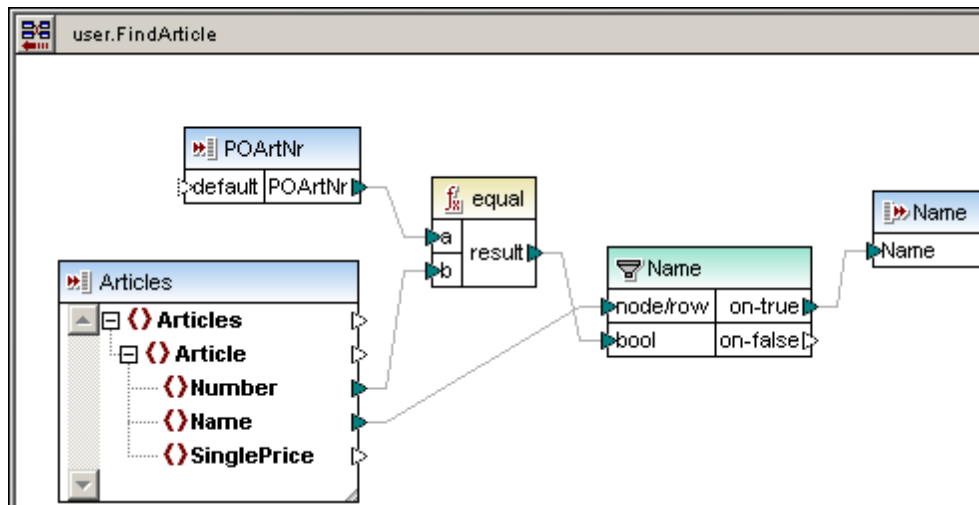 user.FindArticle
POArtNr
default POArtNr
equal
a
result
b
Name
Name
Name
node/row on-true
bool on-false
Articles
Articles
Article
Number
Name
SinglePrice